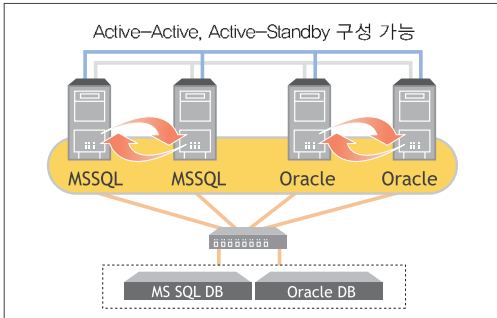 Active-Active, Active-Standby 구성 가능
MSSQL MSSQL Oracle Oracle
MS SQL DB Oracle DB